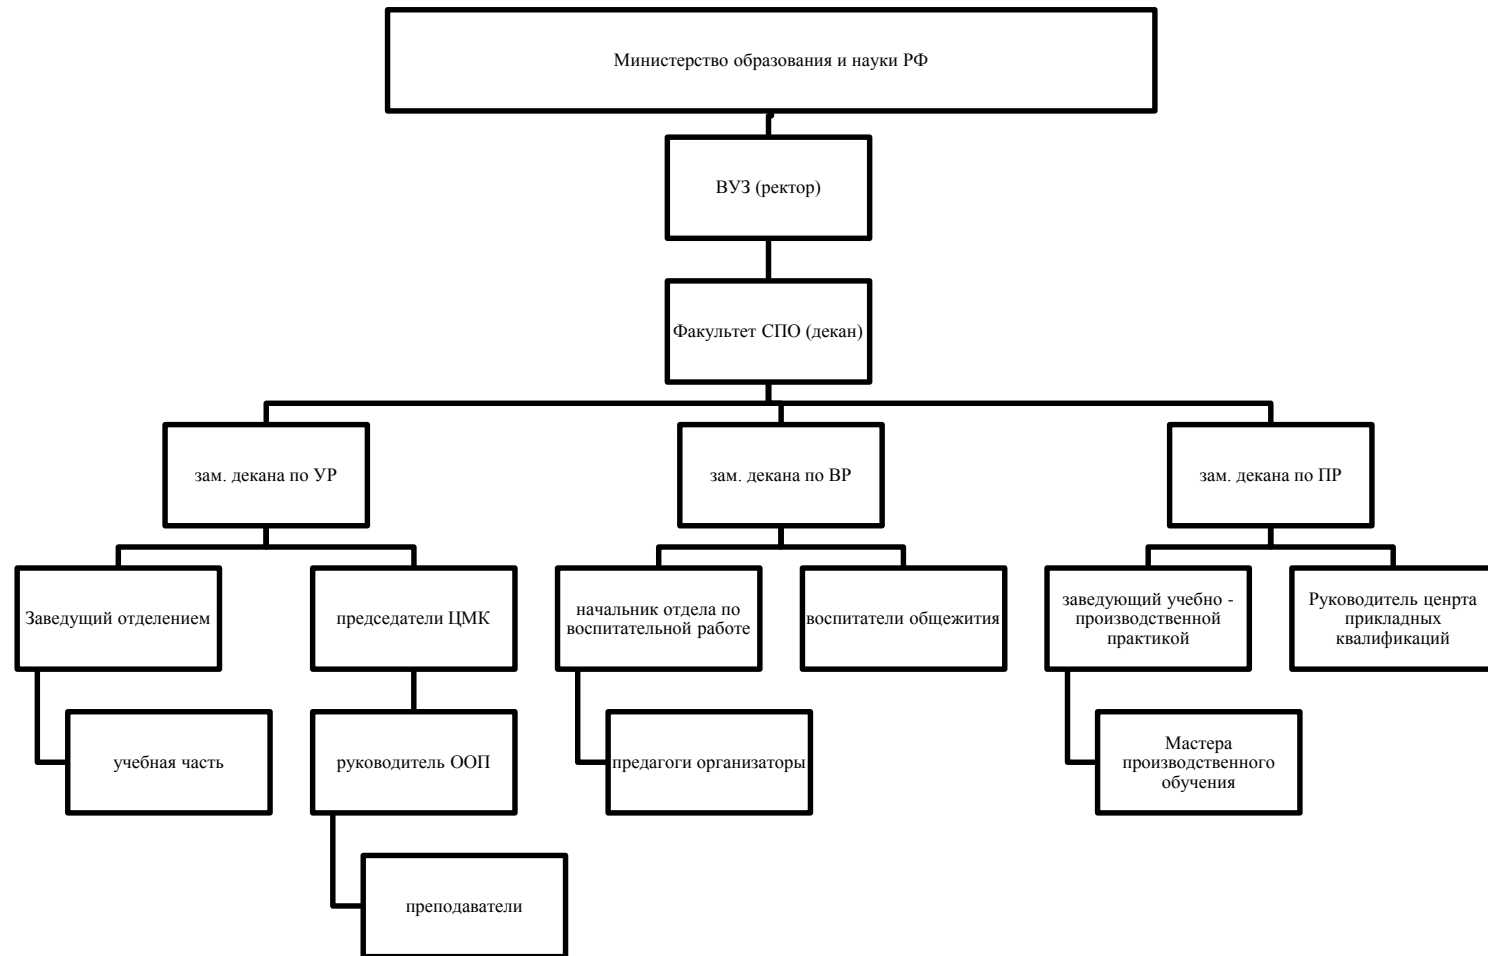 Министерство образования и науки РФ
ВУЗ (ректор)
Факультет СПО (декан)
зам. декана по УР
зам. декана по ВР
зам. декана по ПР
Заведущий отделением
председатели ЦМК
начальник отдела по
воспитательной работе
воспитатели общежития
заведующий учебно -
производственной
практикой
Руководитель ценрта
прикладных
квалификаций
учебная часть
руководитель ООП
предагоги организаторы
Мастера
производственного
обучения
преподаватели